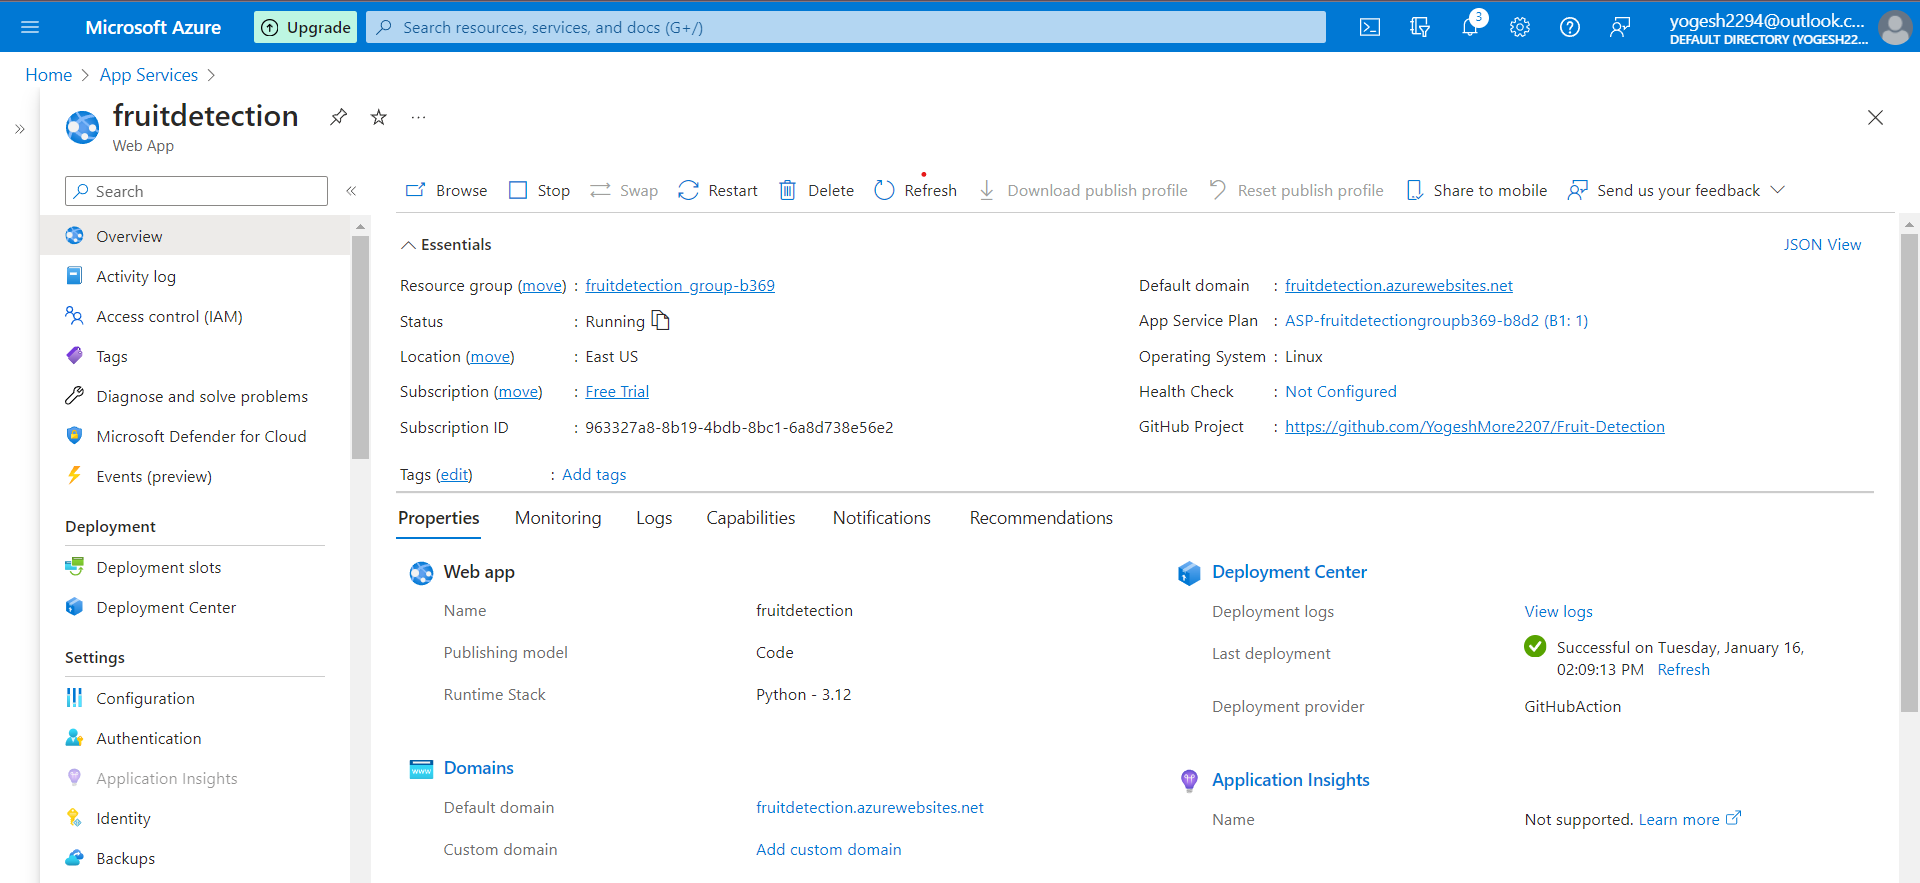 Microsoft Azure
Upgrade
Search resources, services, and docs (G+/)
3
yogesh2294@outlook.c...
DEFAULT DIRECTORY (YOGESH22...
Home > App Services >
fruitdetection
Web App
Search
Browse Stop Swap Restart Delete Refresh Download publish profile Reset publish profile Share to mobile Send us your feedback
Overview
Activity log
Access control (IAM)
Tags
Diagnose and solve problems
Microsoft Defender for Cloud
Events (preview)
Deployment
Deployment slots
Deployment Center
Settings
Configuration
Authentication
Application Insights
Identity
Backups
Essentials
JSON View
Resource group (move) : fruitdetection_group-b369
Status : Running
Location (move) : East US
Subscription (move) : Free Trial
Subscription ID : 963327a8-8b19-4bdb-8bc1-6a8d738e56e2
Default domain : fruitdetection.azurewebsites.net
App Service Plan : ASP-fruitdetectiongroupb369-b8d2 (B1: 1)
Operating System : Linux
Health Check : Not Configured
GitHub Project : https://github.com/YogeshMore2207/Fruit-Detection
Tags (edit) : Add tags
Properties Monitoring Logs Capabilities Notifications Recommendations
Web app
Name fruitdetection
Publishing model Code
Runtime Stack Python - 3.12
Domains
www
Default domain fruitdetection.azurewebsites.net
Custom domain Add custom domain
Deployment Center
Deployment logs View logs
Last deployment Successful on Tuesday, January 16,
02:09:13 PM Refresh
Deployment provider GitHubAction
Application Insights
Name Not supported. Learn more